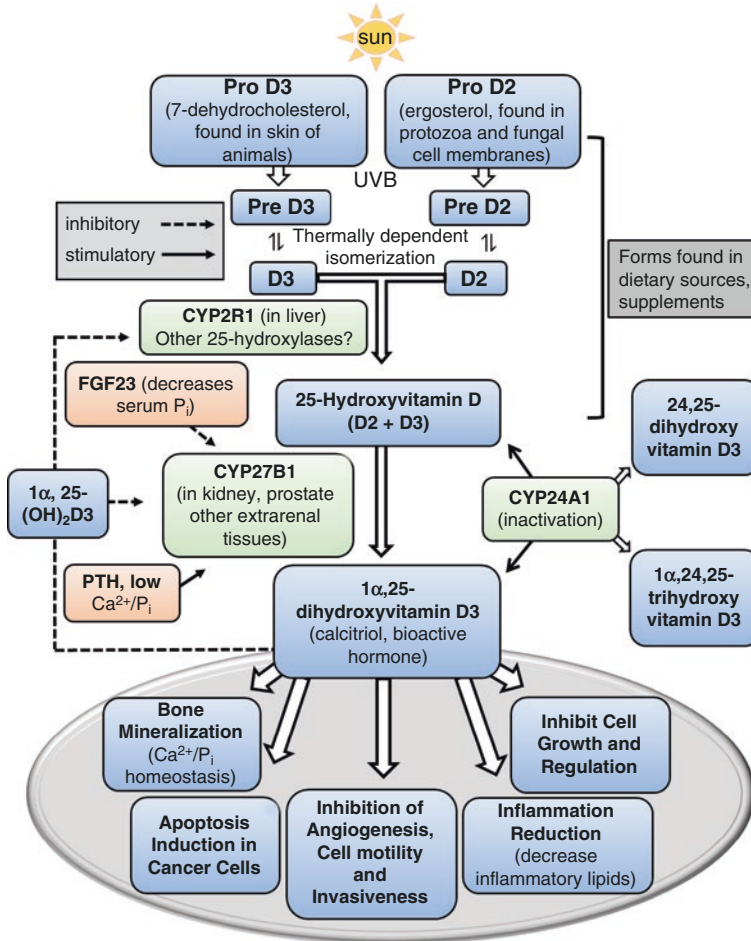 sun
Pro D3
(7-dehydrocholesterol,
found in skin of
animals)
Pro D2
(ergosterol, found in
protozoa and fungal
cell membranes)
UVB
Pre D3
Pre D2
inhibitory
stimulatory
Thermally dependent
isomerization
D3
D2
Forms found in
dietary sources,
supplements
CYP2R1 (in liver)
Other 25-hydroxylases?
FGF23 (decreases
serum Pi)
25-Hydroxyvitamin D
(D2 + D3)
24,25-
dihydroxy
vitamin D3
CYP27B1
(in kidney, prostate
other extrarenal
tissues)
1α, 25-
(OH)2D3
CYP24A1
(inactivation)
PTH, low
Ca2+/Pi
1α,25-
dihydroxyvitamin D3
(calcitriol, bioactive
hormone)
1α,24,25-
trihydroxy
vitamin D3
Bone
Mineralization
(Ca2+/Pi
homeostasis)
Inhibit Cell
Growth and
Regulation
Apoptosis
Induction in
Cancer Cells
Inhibition of
Angiogenesis,
Cell motility
and
Invasiveness
Inflammation
Reduction
(decrease
inflammatory lipids)